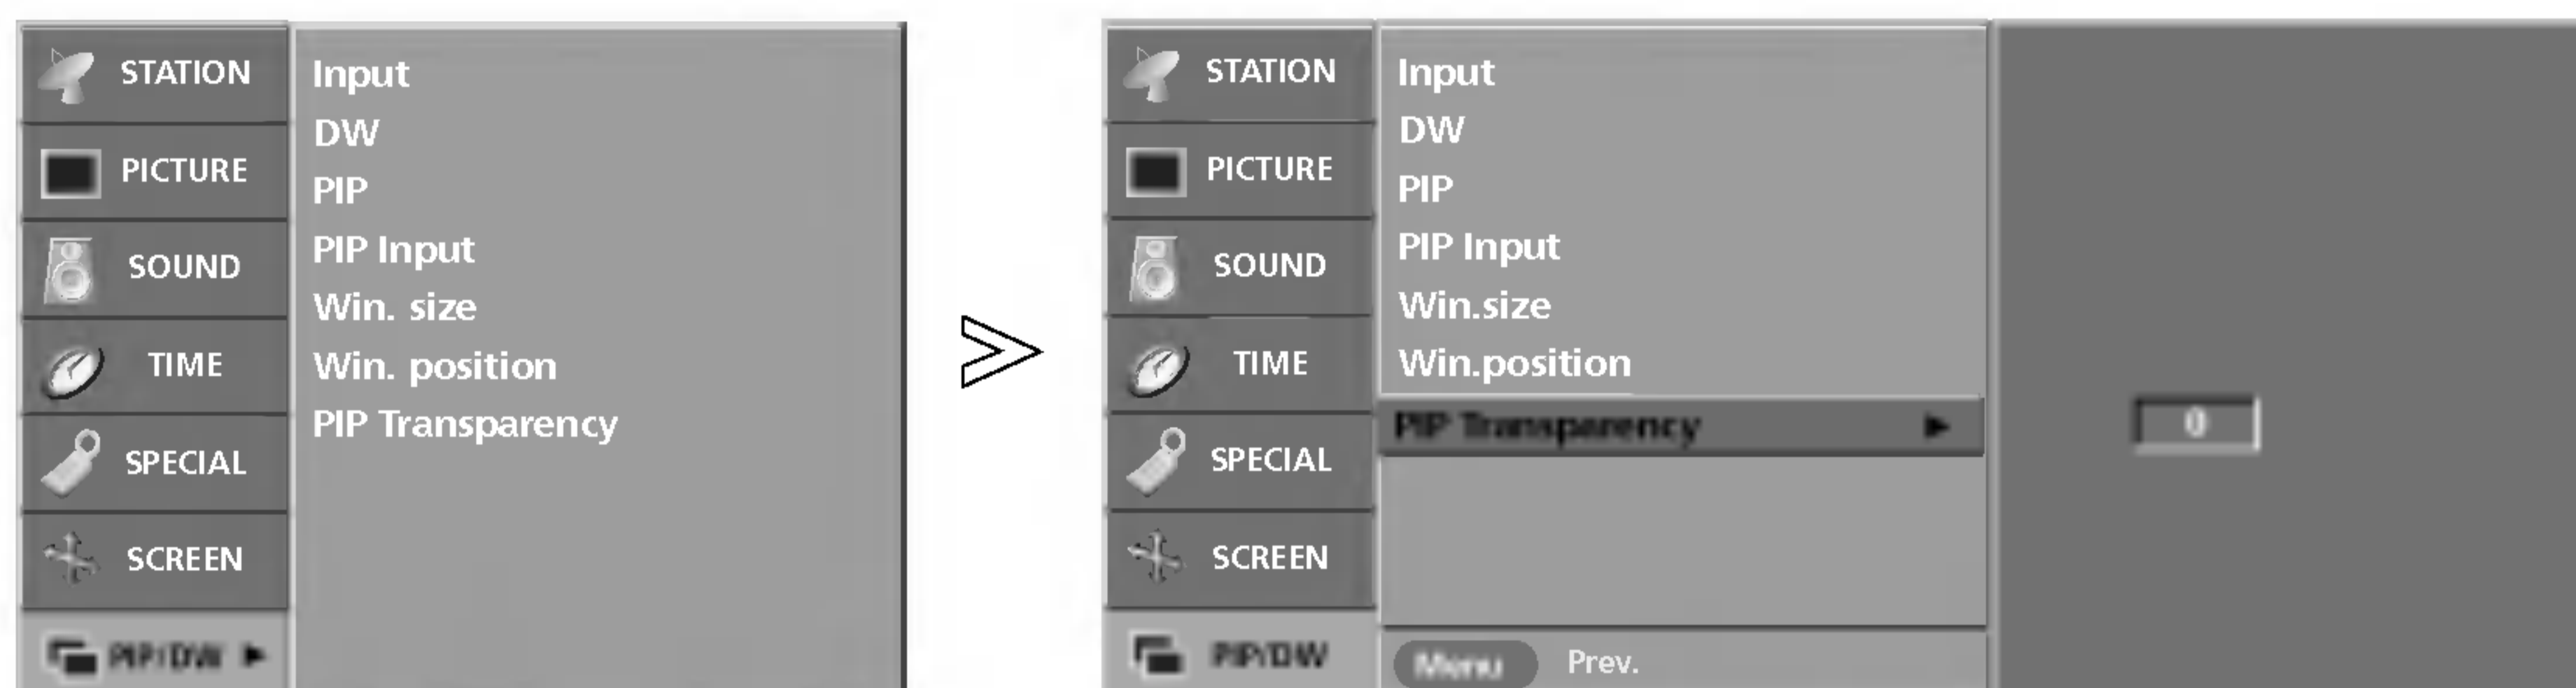 STATION
PICTURE
SOUND
TIME
SPECIAL
SCREEN
PIP/DW
Input
DW
PIP
PIP Input
Win. size
Win. position
PIP Transparency
STATION
PICTURE
SOUND
TIME
SPECIAL
SCREEN
PIP/DW
Input
DW
PIP
PIP Input
Win.size
Win.position
PIP Transparency
Menu Prev.
0